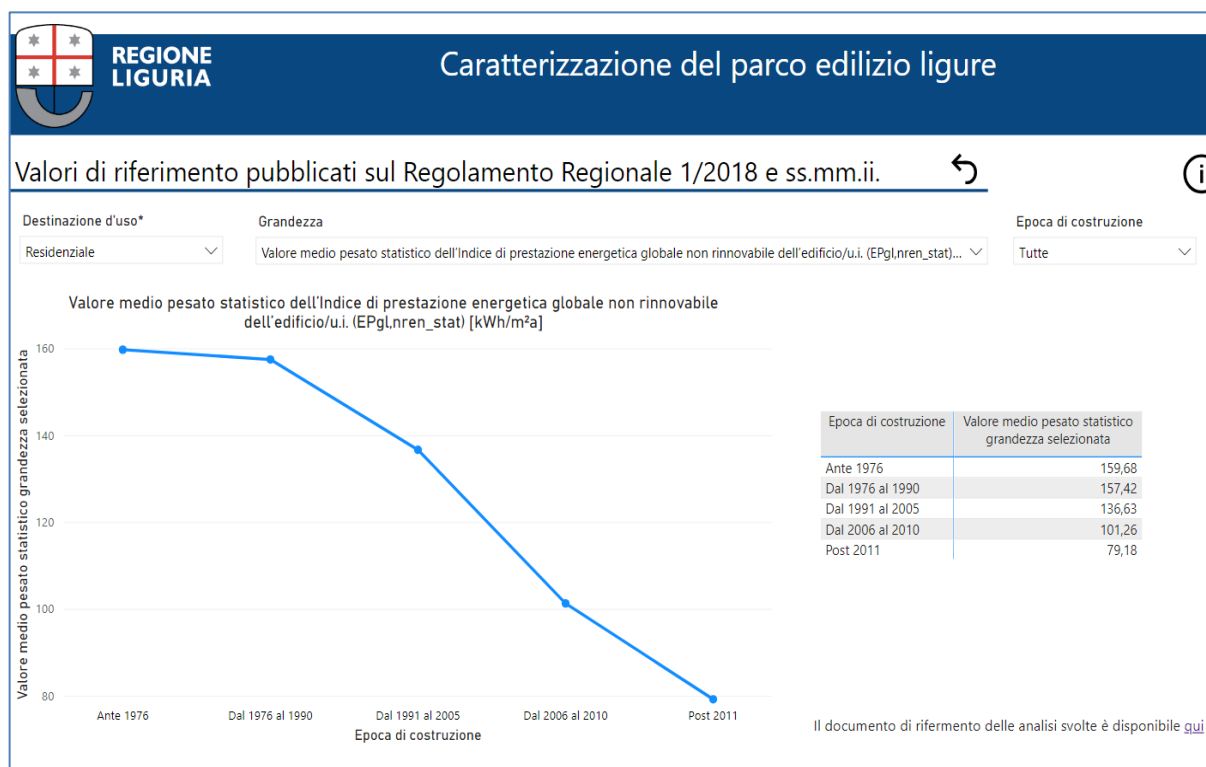 REGIONE
LIGURIA
Caratterizzazione del parco edilizio ligure
Valori di riferimento pubblicati sul Regolamento Regionale 1/2018 e ss.mm.ii.
i
Destinazione d'uso*
Grandezza
Epoca di costruzione
Residenziale
Valore medio pesato statistico dell'Indice di prestazione energetica globale non rinnovabile dell'edificio/u.i. (EPgl,nren_stat)...
Tutte
Valore medio pesato statistico dell'Indice di prestazione energetica globale non rinnovabile
dell'edificio/u.i. (EPgl,nren_stat) [kWh/m²a]
Valore medio pesato statistico grandezza selezionata
160
140
120
100
80
Ante 1976
Dal 1976 al 1990
Dal 1991 al 2005
Dal 2006 al 2010
Post 2011
Epoca di costruzione
Epoca di costruzione Valore medio pesato statistico
grandezza selezionata
Ante 1976 159,68
Dal 1976 al 1990 157,42
Dal 1991 al 2005 136,63
Dal 2006 al 2010 101,26
Post 2011 79,18
Il documento di rifermento delle analisi svolte è disponibile qui